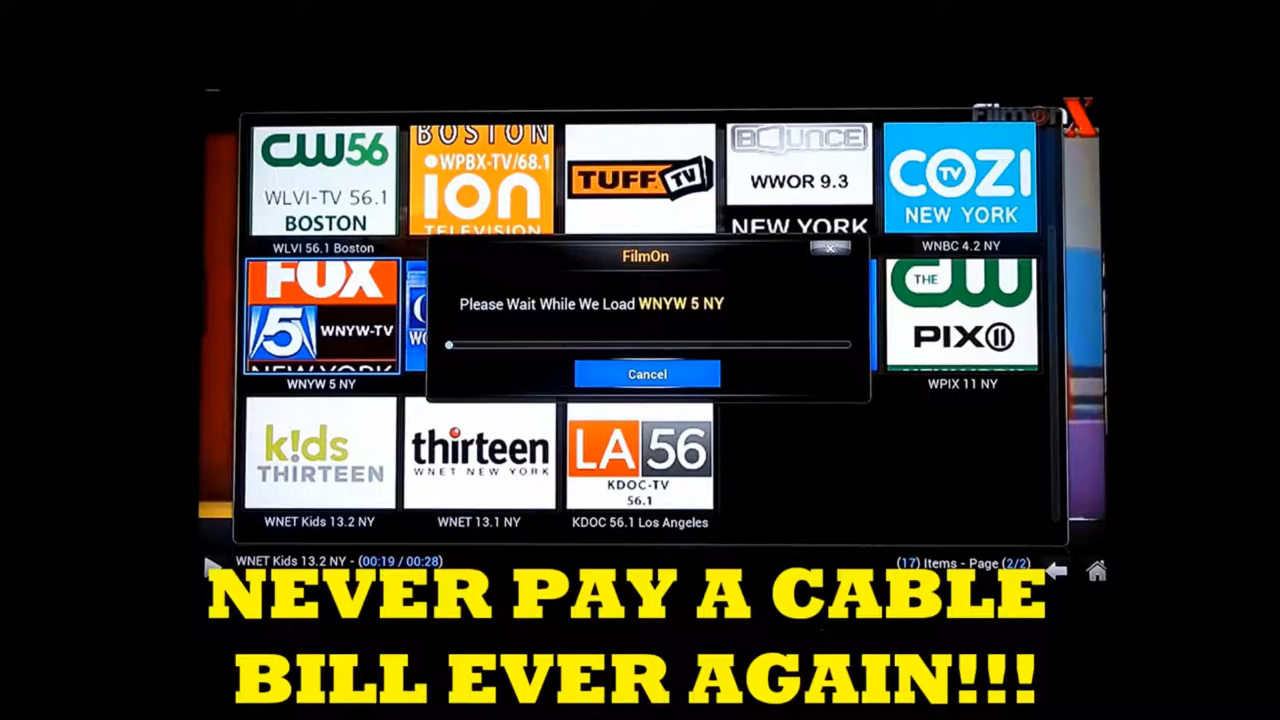 FilmOn X
CW56
WLVI-TV 56.1
BOSTON
WLVI 56.1 Boston
BOSTON
WPBX-TV/68.1
ion
TELEVISION
TUFF TV
BOUNCE
WWOR 9.3
NEW YORK
COZI
TV
NEW YORK
WNBC 4.2 NY
FilmOn
Please Wait While We Load WNYW 5 NY
Cancel
FOX
5 WNYW-TV
NEW YORK
WNYW 5 NY
THE
CW
PIX11
WPIX 11 NY
k!ds
THIRTEEN
WNET Kids 13.2 NY
thirteen
WNET NEW YORK
WNET 13.1 NY
LA 56
KDOC-TV
56.1
KDOC 56.1 Los Angeles
WNET Kids 13.2 NY - (00:19 / 00:28)
(17) Items - Page (2/2)
NEVER PAY A CABLE
BILL EVER AGAIN!!!